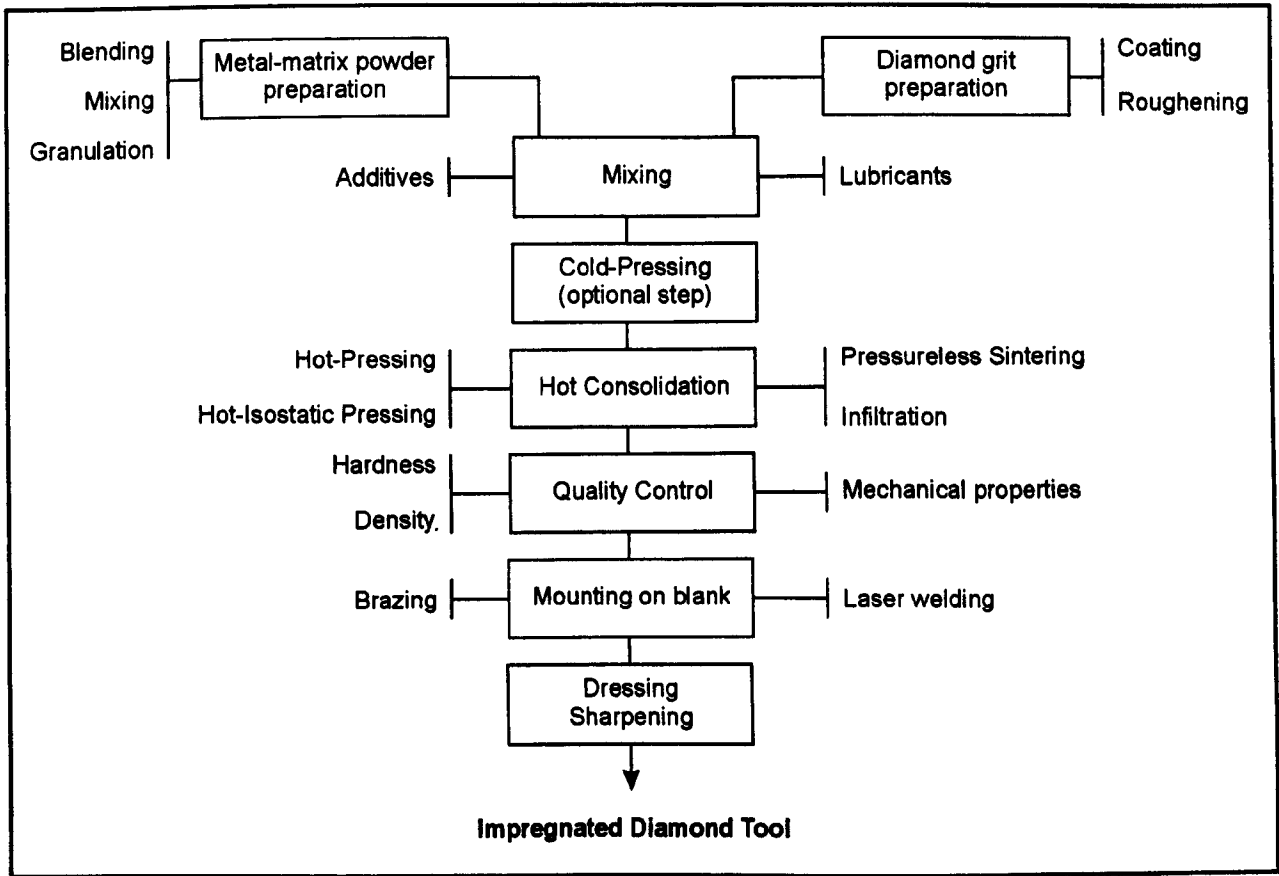 Blending
Mixing
Granulation
Metal-matrix powder
preparation
Diamond grit
preparation
Coating
Roughening
Additives
Mixing
Lubricants
Cold-Pressing
(optional step)
Hot-Pressing
Hot-Isostatic Pressing
Hot Consolidation
Pressureless Sintering
Infiltration
Hardness
Density.
Quality Control
Mechanical properties
Brazing
Mounting on blank
Laser welding
Dressing
Sharpening
Impregnated Diamond Tool